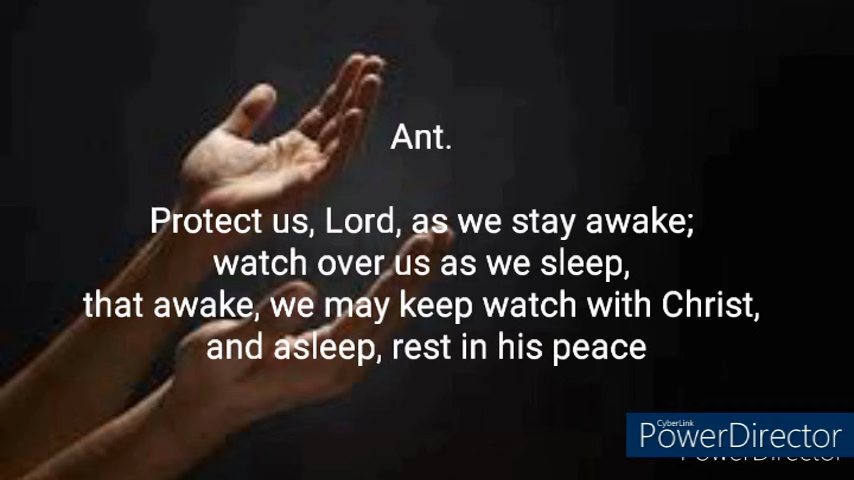 Ant.
Protect us, Lord, as we stay awake;
watch over us as we sleep,
that awake, we may keep watch with Christ,
and asleep, rest in his peace
CyberLink
PowerDirector
PowerDirector